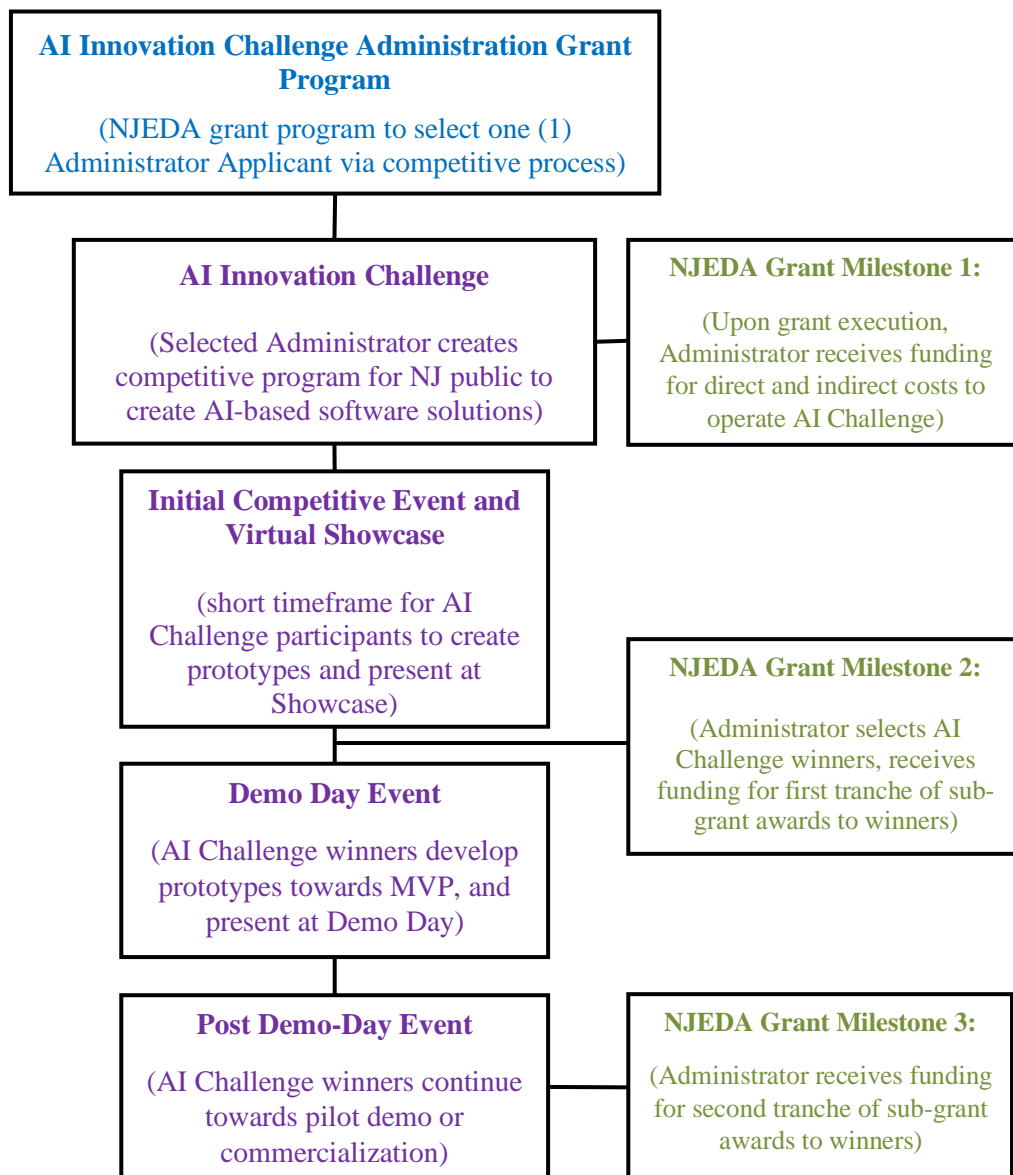 AI Innovation Challenge Administration Grant
Program
(NJEDA grant program to select one (1)
Administrator Applicant via competitive process)
AI Innovation Challenge
(Selected Administrator creates
competitive program for NJ public to
create AI-based software solutions)
NJEDA Grant Milestone 1:
(Upon grant execution,
Administrator receives funding
for direct and indirect costs to
operate AI Challenge)
Initial Competitive Event and
Virtual Showcase
(short timeframe for AI
Challenge participants to create
prototypes and present at
Showcase)
NJEDA Grant Milestone 2:
(Administrator selects AI
Challenge winners, receives
funding for first tranche of sub-
grant awards to winners)
Demo Day Event
(AI Challenge winners develop
prototypes towards MVP, and
present at Demo Day)
Post Demo-Day Event
(AI Challenge winners continue
towards pilot demo or
commercialization)
NJEDA Grant Milestone 3:
(Administrator receives funding
for second tranche of sub-grant
awards to winners)